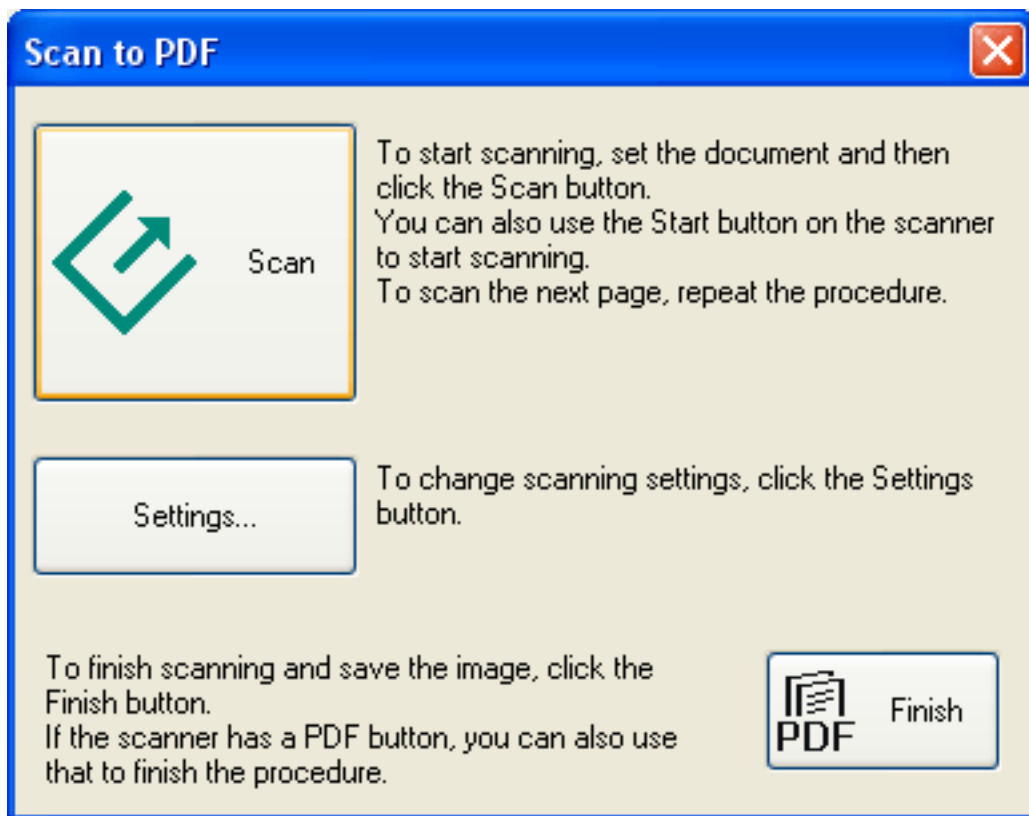 Scan to PDF
Scan
To start scanning, set the document and then
click the Scan button.
You can also use the Start button on the scanner
to start scanning.
To scan the next page, repeat the procedure.
Settings...
To change scanning settings, click the Settings
button.
To finish scanning and save the image, click the
Finish button.
If the scanner has a PDF button, you can also use
that to finish the procedure.
PDF
Finish